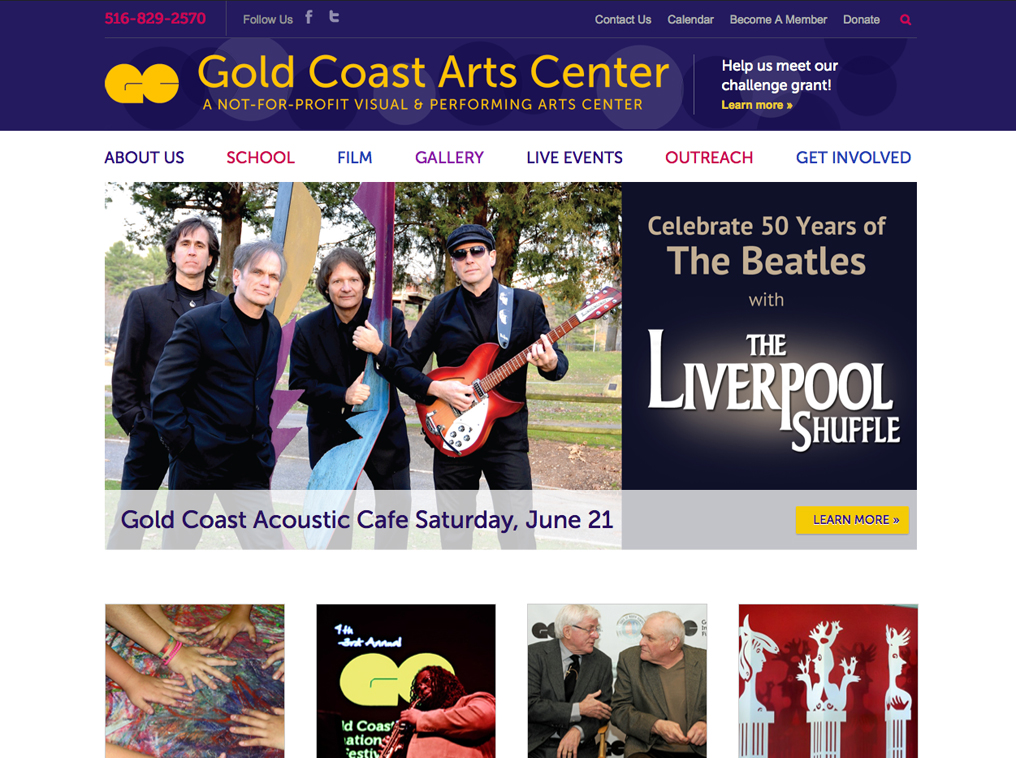 516-829-2570
Follow Us
Contact Us Calendar Become A Member Donate
GC
Gold Coast Arts Center
A NOT-FOR-PROFIT VISUAL & PERFORMING ARTS CENTER
Help us meet our
challenge grant!
Learn more »
ABOUT US SCHOOL FILM GALLERY LIVE EVENTS OUTREACH GET INVOLVED
Celebrate 50 Years of
The Beatles
with
THE
LIVERPOOL
SHUFFLE
Gold Coast Acoustic Cafe Saturday, June 21
LEARN MORE »
Annual
GC
ld Coast